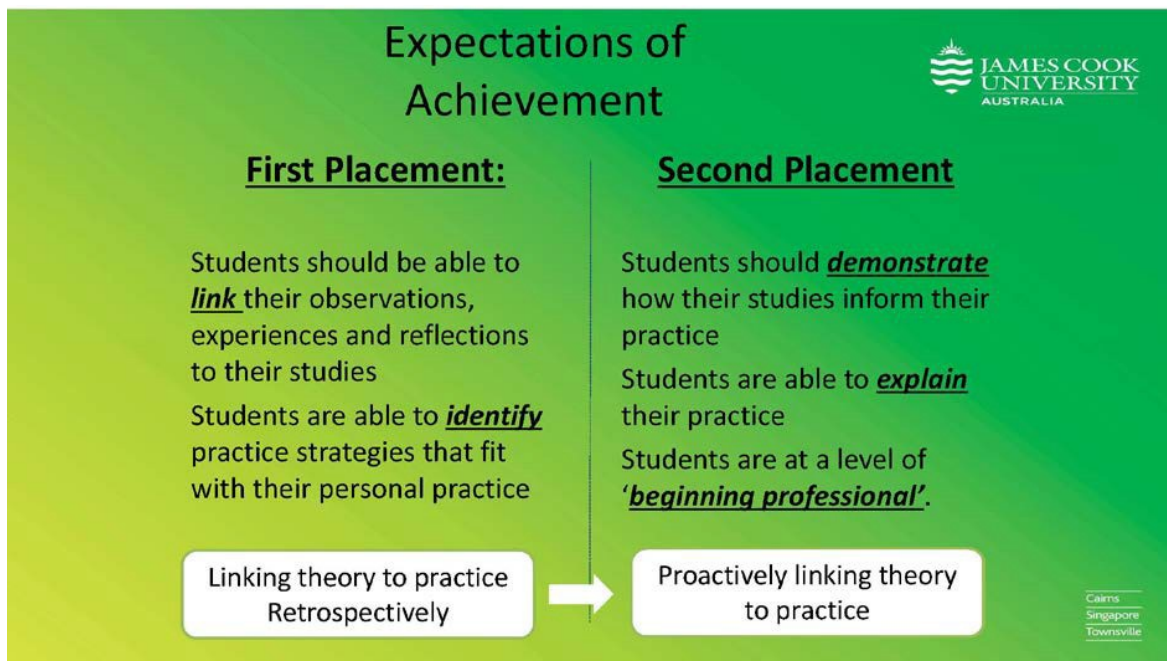 Expectations of
Achievement
JAMES COOK
UNIVERSITY
AUSTRALIA
First Placement:
Students should be able to
link their observations,
experiences and reflections
to their studies
Students are able to identify
practice strategies that fit
with their personal practice
Linking theory to practice
Retrospectively
Second Placement
Students should demonstrate
how their studies inform their
practice
Students are able to explain
their practice
Students are at a level of
‘beginning professional’.
Proactively linking theory
to practice
Cairns
Singapore
Townsville